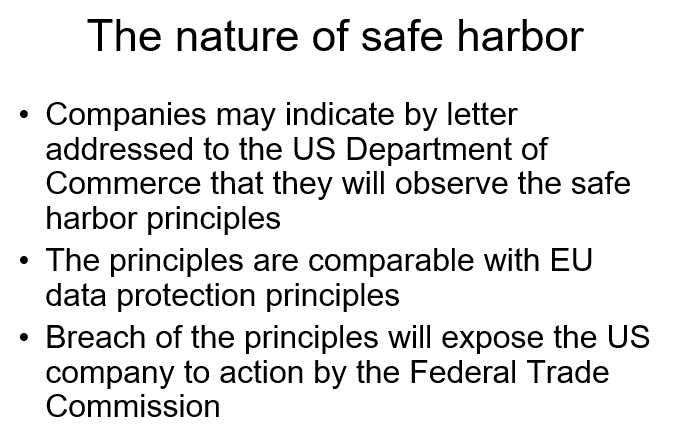 The nature of safe harbor
• Companies may indicate by letter
addressed to the US Department of
Commerce that they will observe the safe
harbor principles
• The principles are comparable with EU
data protection principles
• Breach of the principles will expose the US
company to action by the Federal Trade
Commission